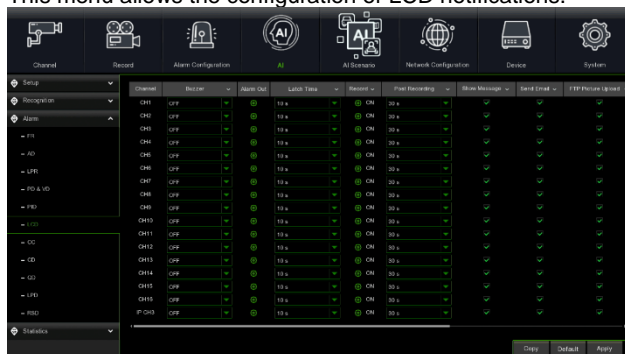 This menu allows the configuration of LCD notifications.
Channel Record Alarm Configuration AI AI Scenario Network Configuration Device System
Setup
Recognition
Alarm
- FR
- AD
- LPR
- PD & VD
- PID
- LCD
- CC
- CD
- QD
- LPD
- RSD
Statistics
Channel Buzzer Alarm Out Latch Time Record Post Recording Show Message Send Email FTP Picture Upload
CH1 OFF 10 s ON 30 s
CH2 OFF 10 s ON 30 s
CH3 OFF 10 s ON 30 s
CH4 OFF 10 s ON 30 s
CH5 OFF 10 s ON 30 s
CH6 OFF 10 s ON 30 s
CH7 OFF 10 s ON 30 s
CH8 OFF 10 s ON 30 s
CH9 OFF 10 s ON 30 s
CH10 OFF 10 s ON 30 s
CH11 OFF 10 s ON 30 s
CH12 OFF 10 s ON 30 s
CH13 OFF 10 s ON 30 s
CH14 OFF 10 s ON 30 s
CH15 OFF 10 s ON 30 s
CH16 OFF 10 s ON 30 s
IP CH3 OFF 10 s ON 30 s
Copy Default Apply